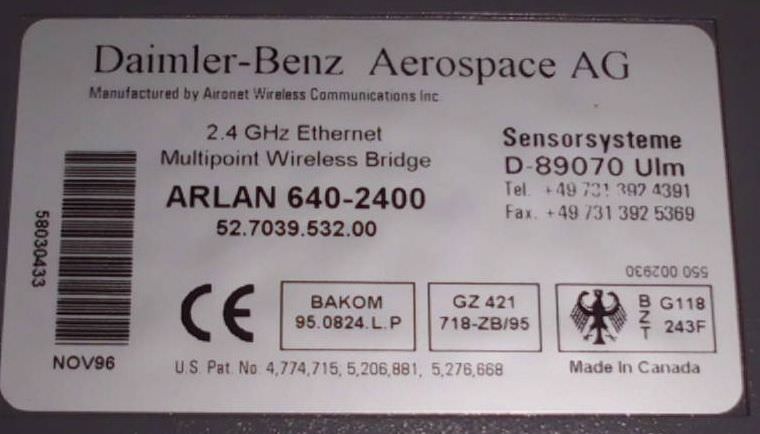 Daimler-Benz Aerospace AG
Manufactured by Aironet Wireless Communications Inc.
2.4 GHz Ethernet
Multipoint Wireless Bridge
ARLAN 640-2400
52.7039.532.00
Sensorsysteme
D-89070 Ulm
Tel. +49 731 392 4391
Fax. +49 731 392 5369
58030433
NOV96
550 002930
CE
BAKOM
95.0824.L.P
GZ 421
718-ZB/95
BZT
G118
243F
U.S. Pat. No. 4,774,715, 5,206,881, 5,276,668
Made In Canada